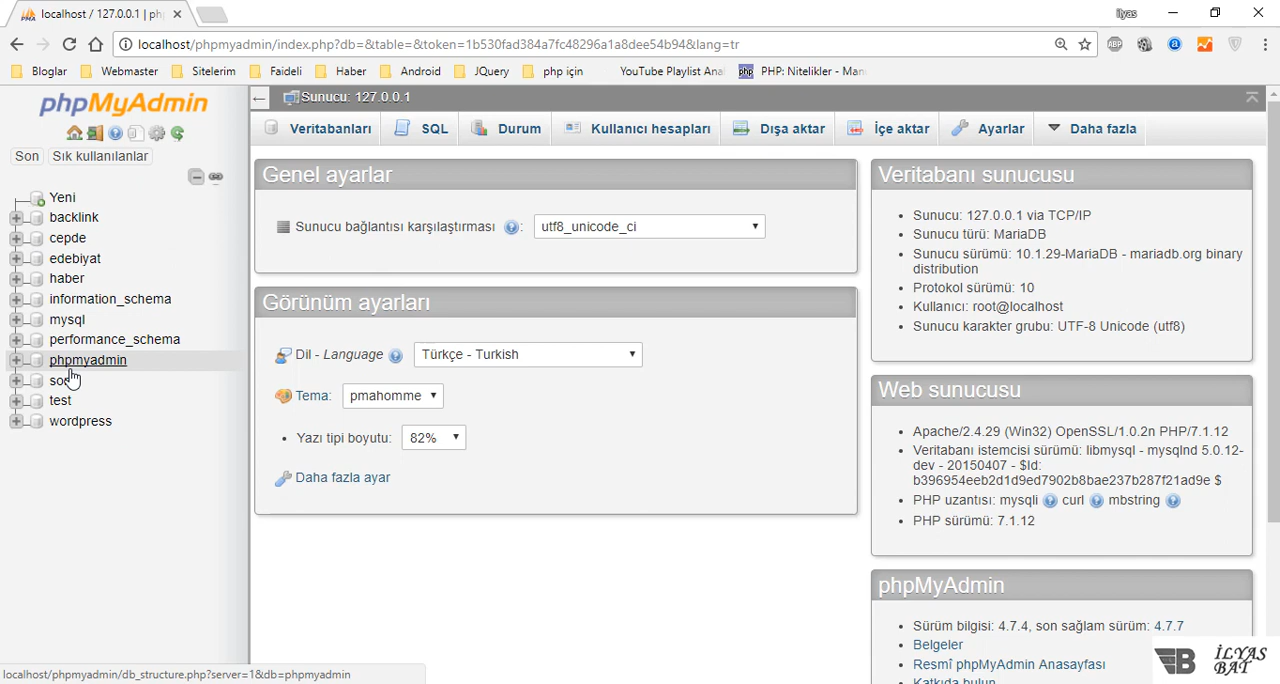 localhost / 127.0.0.1 | ph
ilyas
localhost/phpmyadmin/index.php?db=&table=&token=1b530fad384a7fc48296a1a8dee54b94&lang=tr
Bloglar
Webmaster
Sitelerim
Faideli
Haber
Android
JQuery
php için
YouTube Playlist Ana
php
PHP: Nitelikler - Man
phpMyAdmin
Son
Sık kullanılanlar
Yeni
backlink
cepde
edebiyat
haber
information_schema
mysql
performance_schema
phpmyadmin
test
wordpress
Sunucu: 127.0.0.1
Veritabanları
SQL
Durum
Kullanıcı hesapları
Dışa aktar
İçe aktar
Ayarlar
Daha fazla
Genel ayarlar
Sunucu bağlantısı karşılaştırması :
utf8_unicode_ci
Görünüm ayarları
Dil - Language
Türkçe - Turkish
Tema:
pmahomme
Yazı tipi boyutu:
82%
Daha fazla ayar
Veritabanı sunucusu
Sunucu: 127.0.0.1 via TCP/IP
Sunucu türü: MariaDB
Sunucu sürümü: 10.1.29-MariaDB - mariadb.org binary
distribution
Protokol sürümü: 10
Kullanıcı: root@localhost
Sunucu karakter grubu: UTF-8 Unicode (utf8)
Web sunucusu
Apache/2.4.29 (Win32) OpenSSL/1.0.2n PHP/7.1.12
Veritabanı istemcisi sürümü: libmysql - mysqlnd 5.0.12-
dev - 20150407 - $Id:
b396954eeb2d1d9ed7902b8bae237b287f21ad9e $
PHP uzantısı: mysqli curl mbstring
PHP sürümü: 7.1.12
phpMyAdmin
Sürüm bilgisi: 4.7.4, son sağlam sürüm: 4.7.7
Belgeler
Resmî phpMyAdmin Anasayfası
Katkıda bulun
localhost/phpmyadmin/db_structure.php?server=1&db=phpmyadmin
İLYAS
BAT